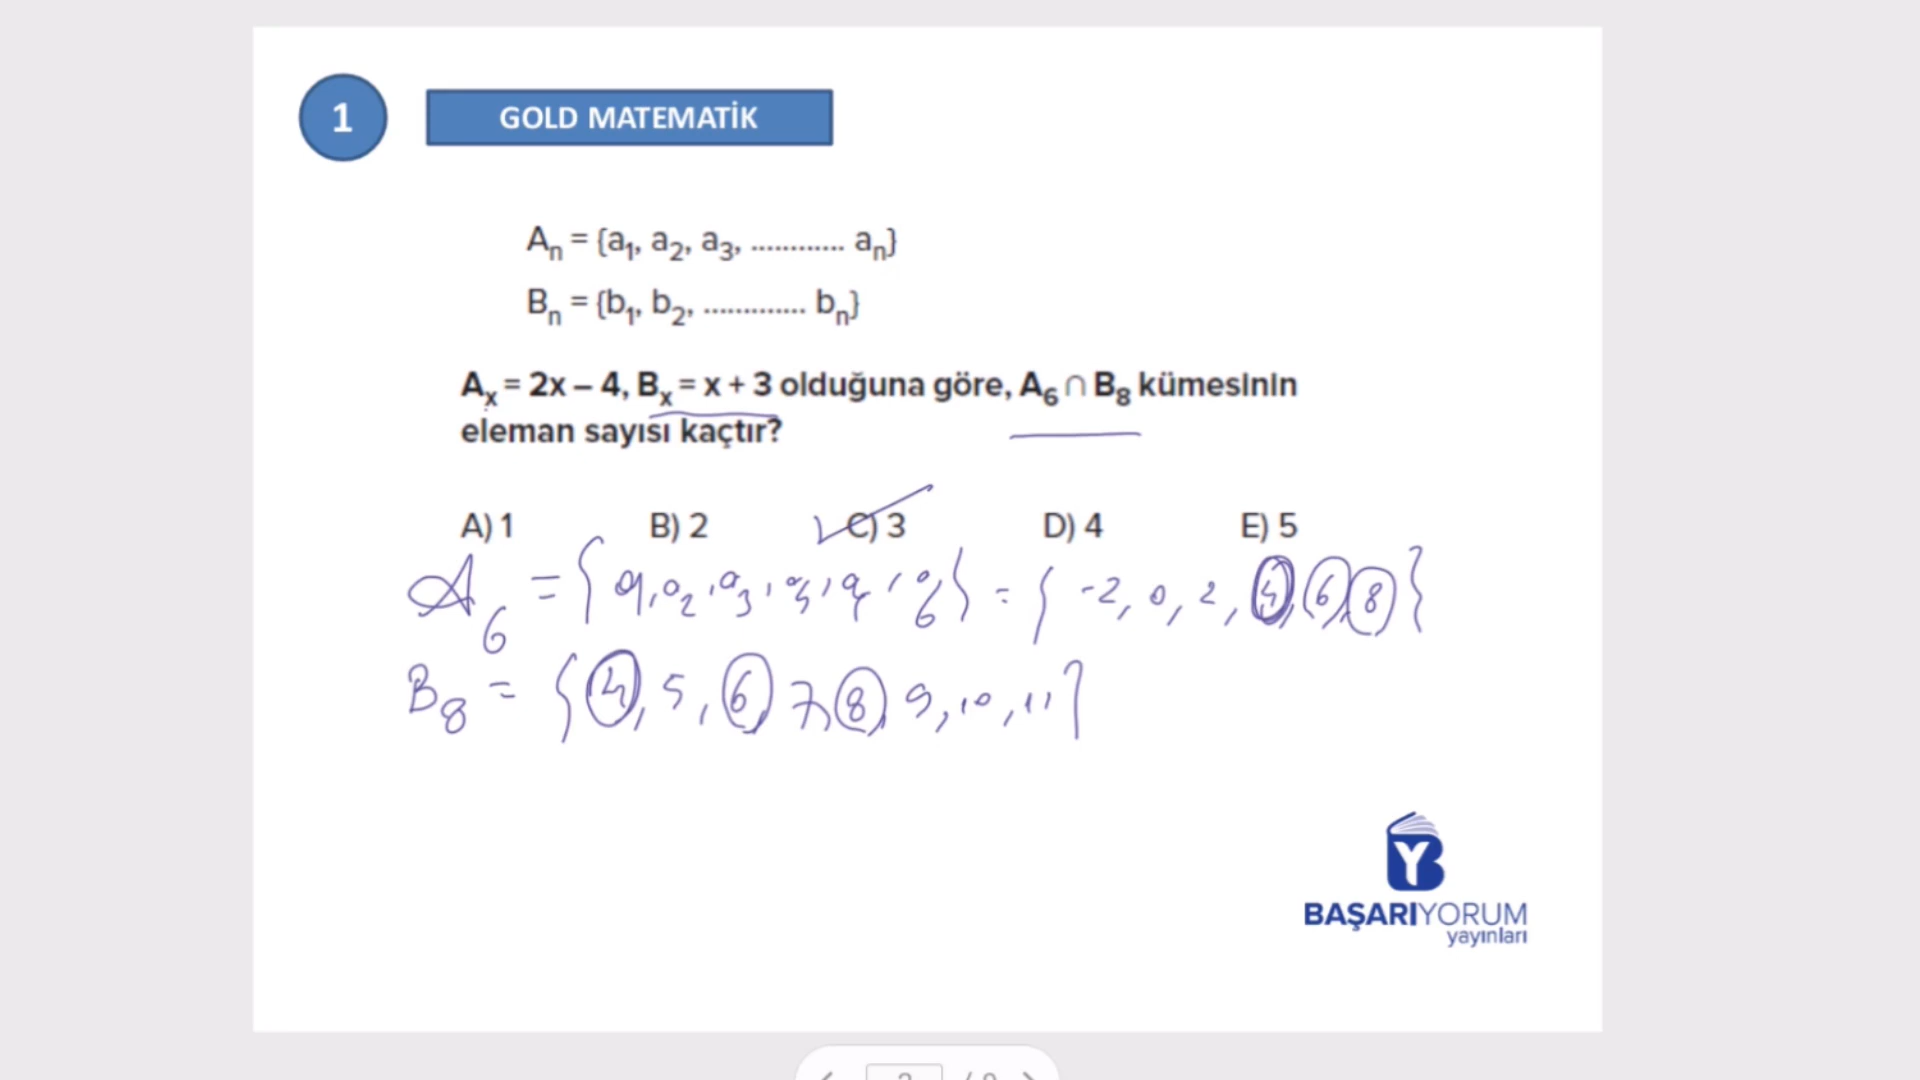 1
GOLD MATEMATİK
Aₙ = {a₁, a₂, a₃, ............ aₙ}
Bₙ = {b₁, b₂, ............. bₙ}
Aₓ = 2x – 4, Bₓ = x + 3 olduğuna göre, A₆ ∩ B₈ kümesinin
eleman sayısı kaçtır?
A) 1 B) 2 C) 3 D) 4 E) 5
A₆ = { a₁, a₂, a₃, a₄, a₅, a₆ } = { -2, 0, 2, 4, 6, 8 }
B₈ = { 4, 5, 6, 7, 8, 9, 10, 11 }
BAŞARIYORUM
yayınları